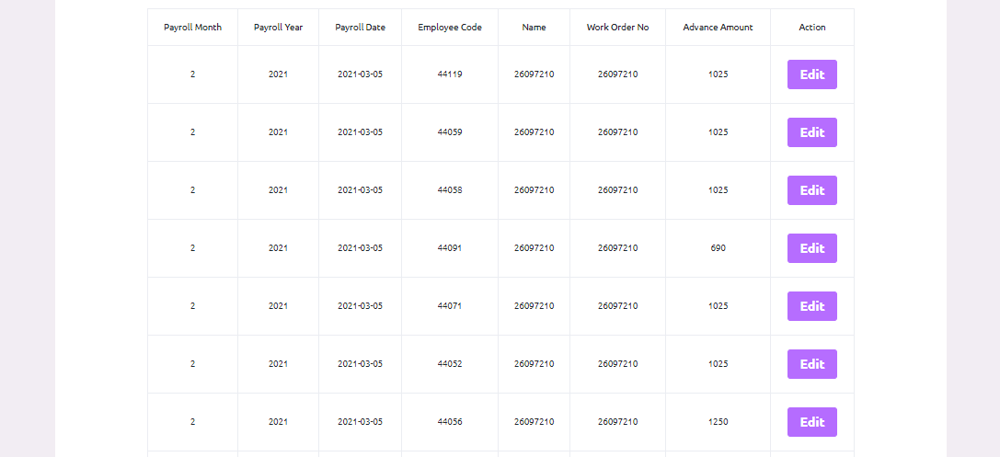 Payroll Month Payroll Year Payroll Date Employee Code Name Work Order No Advance Amount Action
2 2021 2021-03-05 44119 26097210 26097210 1025 Edit
2 2021 2021-03-05 44059 26097210 26097210 1025 Edit
2 2021 2021-03-05 44058 26097210 26097210 1025 Edit
2 2021 2021-03-05 44091 26097210 26097210 690 Edit
2 2021 2021-03-05 44071 26097210 26097210 1025 Edit
2 2021 2021-03-05 44052 26097210 26097210 1025 Edit
2 2021 2021-03-05 44056 26097210 26097210 1250 Edit